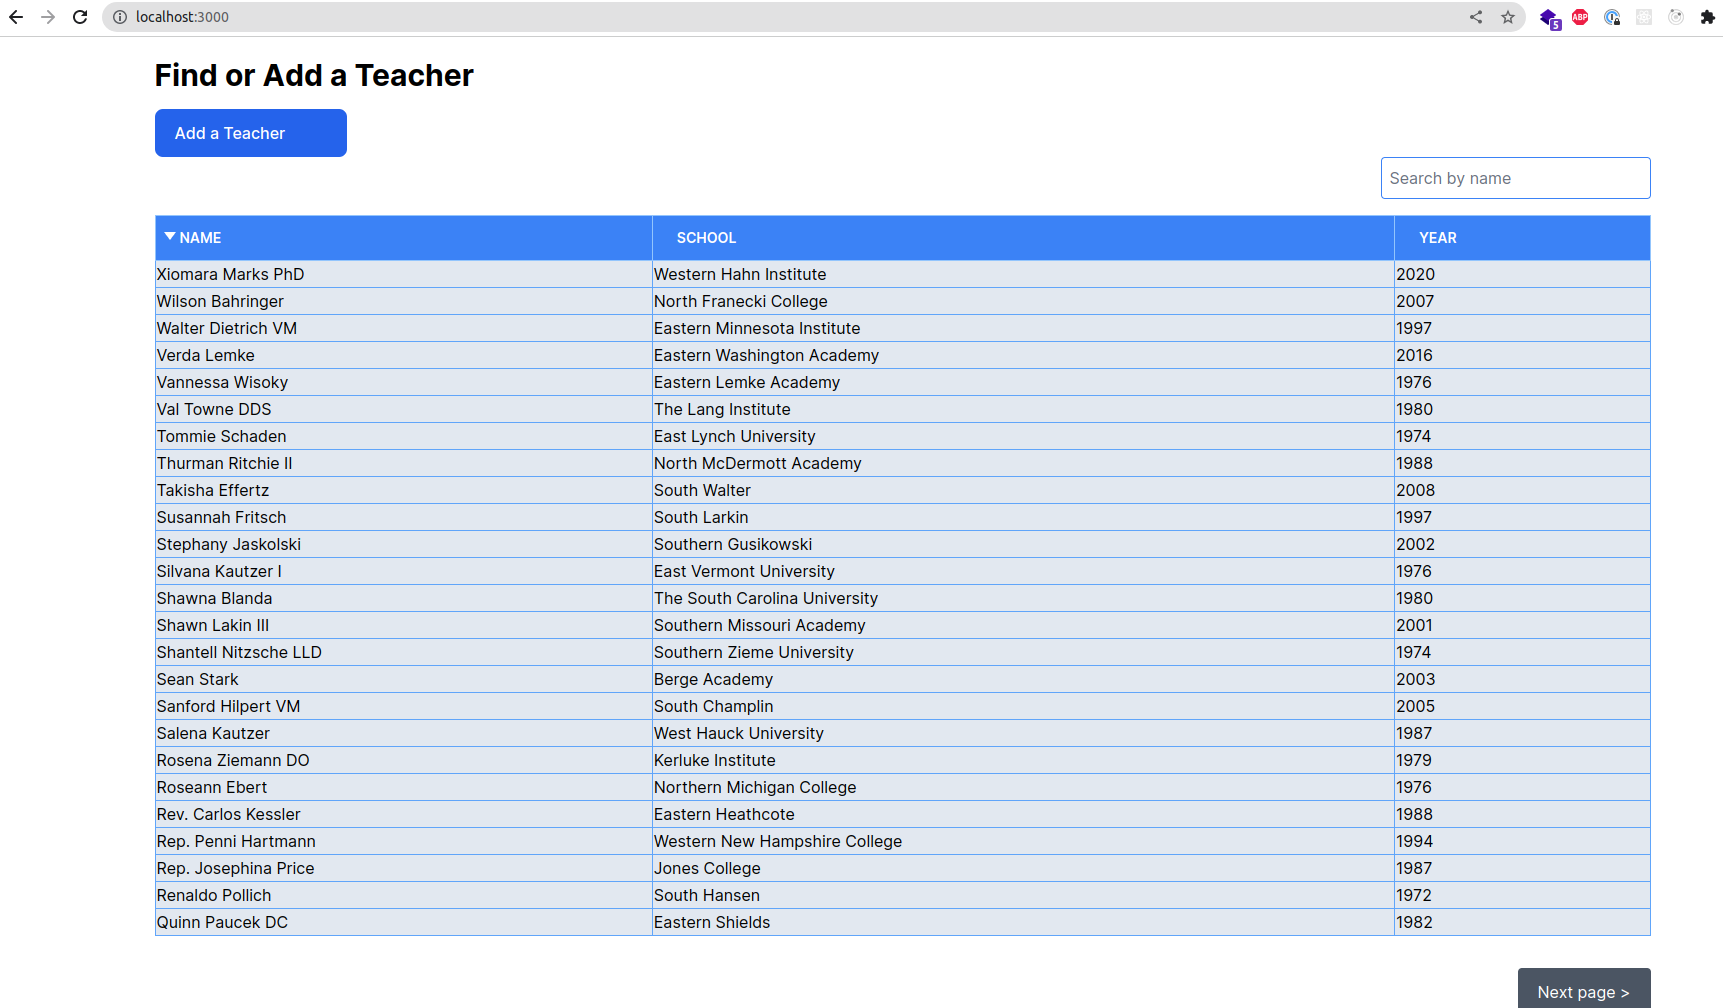 localhost:3000
5
ABP
Find or Add a Teacher
Add a Teacher
Search by name
NAME SCHOOL YEAR
Xiomara Marks PhD Western Hahn Institute 2020
Wilson Bahringer North Franecki College 2007
Walter Dietrich VM Eastern Minnesota Institute 1997
Verda Lemke Eastern Washington Academy 2016
Vannessa Wisoky Eastern Lemke Academy 1976
Val Towne DDS The Lang Institute 1980
Tommie Schaden East Lynch University 1974
Thurman Ritchie II North McDermott Academy 1988
Takisha Effertz South Walter 2008
Susannah Fritsch South Larkin 1997
Stephany Jaskolski Southern Gusikowski 2002
Silvana Kautzer I East Vermont University 1976
Shawna Blanda The South Carolina University 1980
Shawn Lakin III Southern Missouri Academy 2001
Shantell Nitzsche LLD Southern Zieme University 1974
Sean Stark Berge Academy 2003
Sanford Hilpert VM South Champlin 2005
Salena Kautzer West Hauck University 1987
Rosena Ziemann DO Kerluke Institute 1979
Roseann Ebert Northern Michigan College 1976
Rev. Carlos Kessler Eastern Heathcote 1988
Rep. Penni Hartmann Western New Hampshire College 1994
Rep. Josephina Price Jones College 1987
Renaldo Pollich South Hansen 1972
Quinn Paucek DC Eastern Shields 1982
Next page >